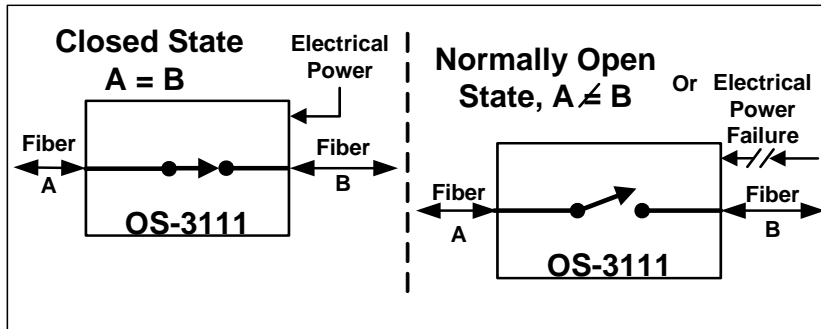 Closed State
A = B
Electrical
Power
Fiber
A
Fiber
B
OS-3111
Normally Open
State, A ≠ B
Or
Electrical
Power
Failure
Fiber
A
Fiber
B
OS-3111